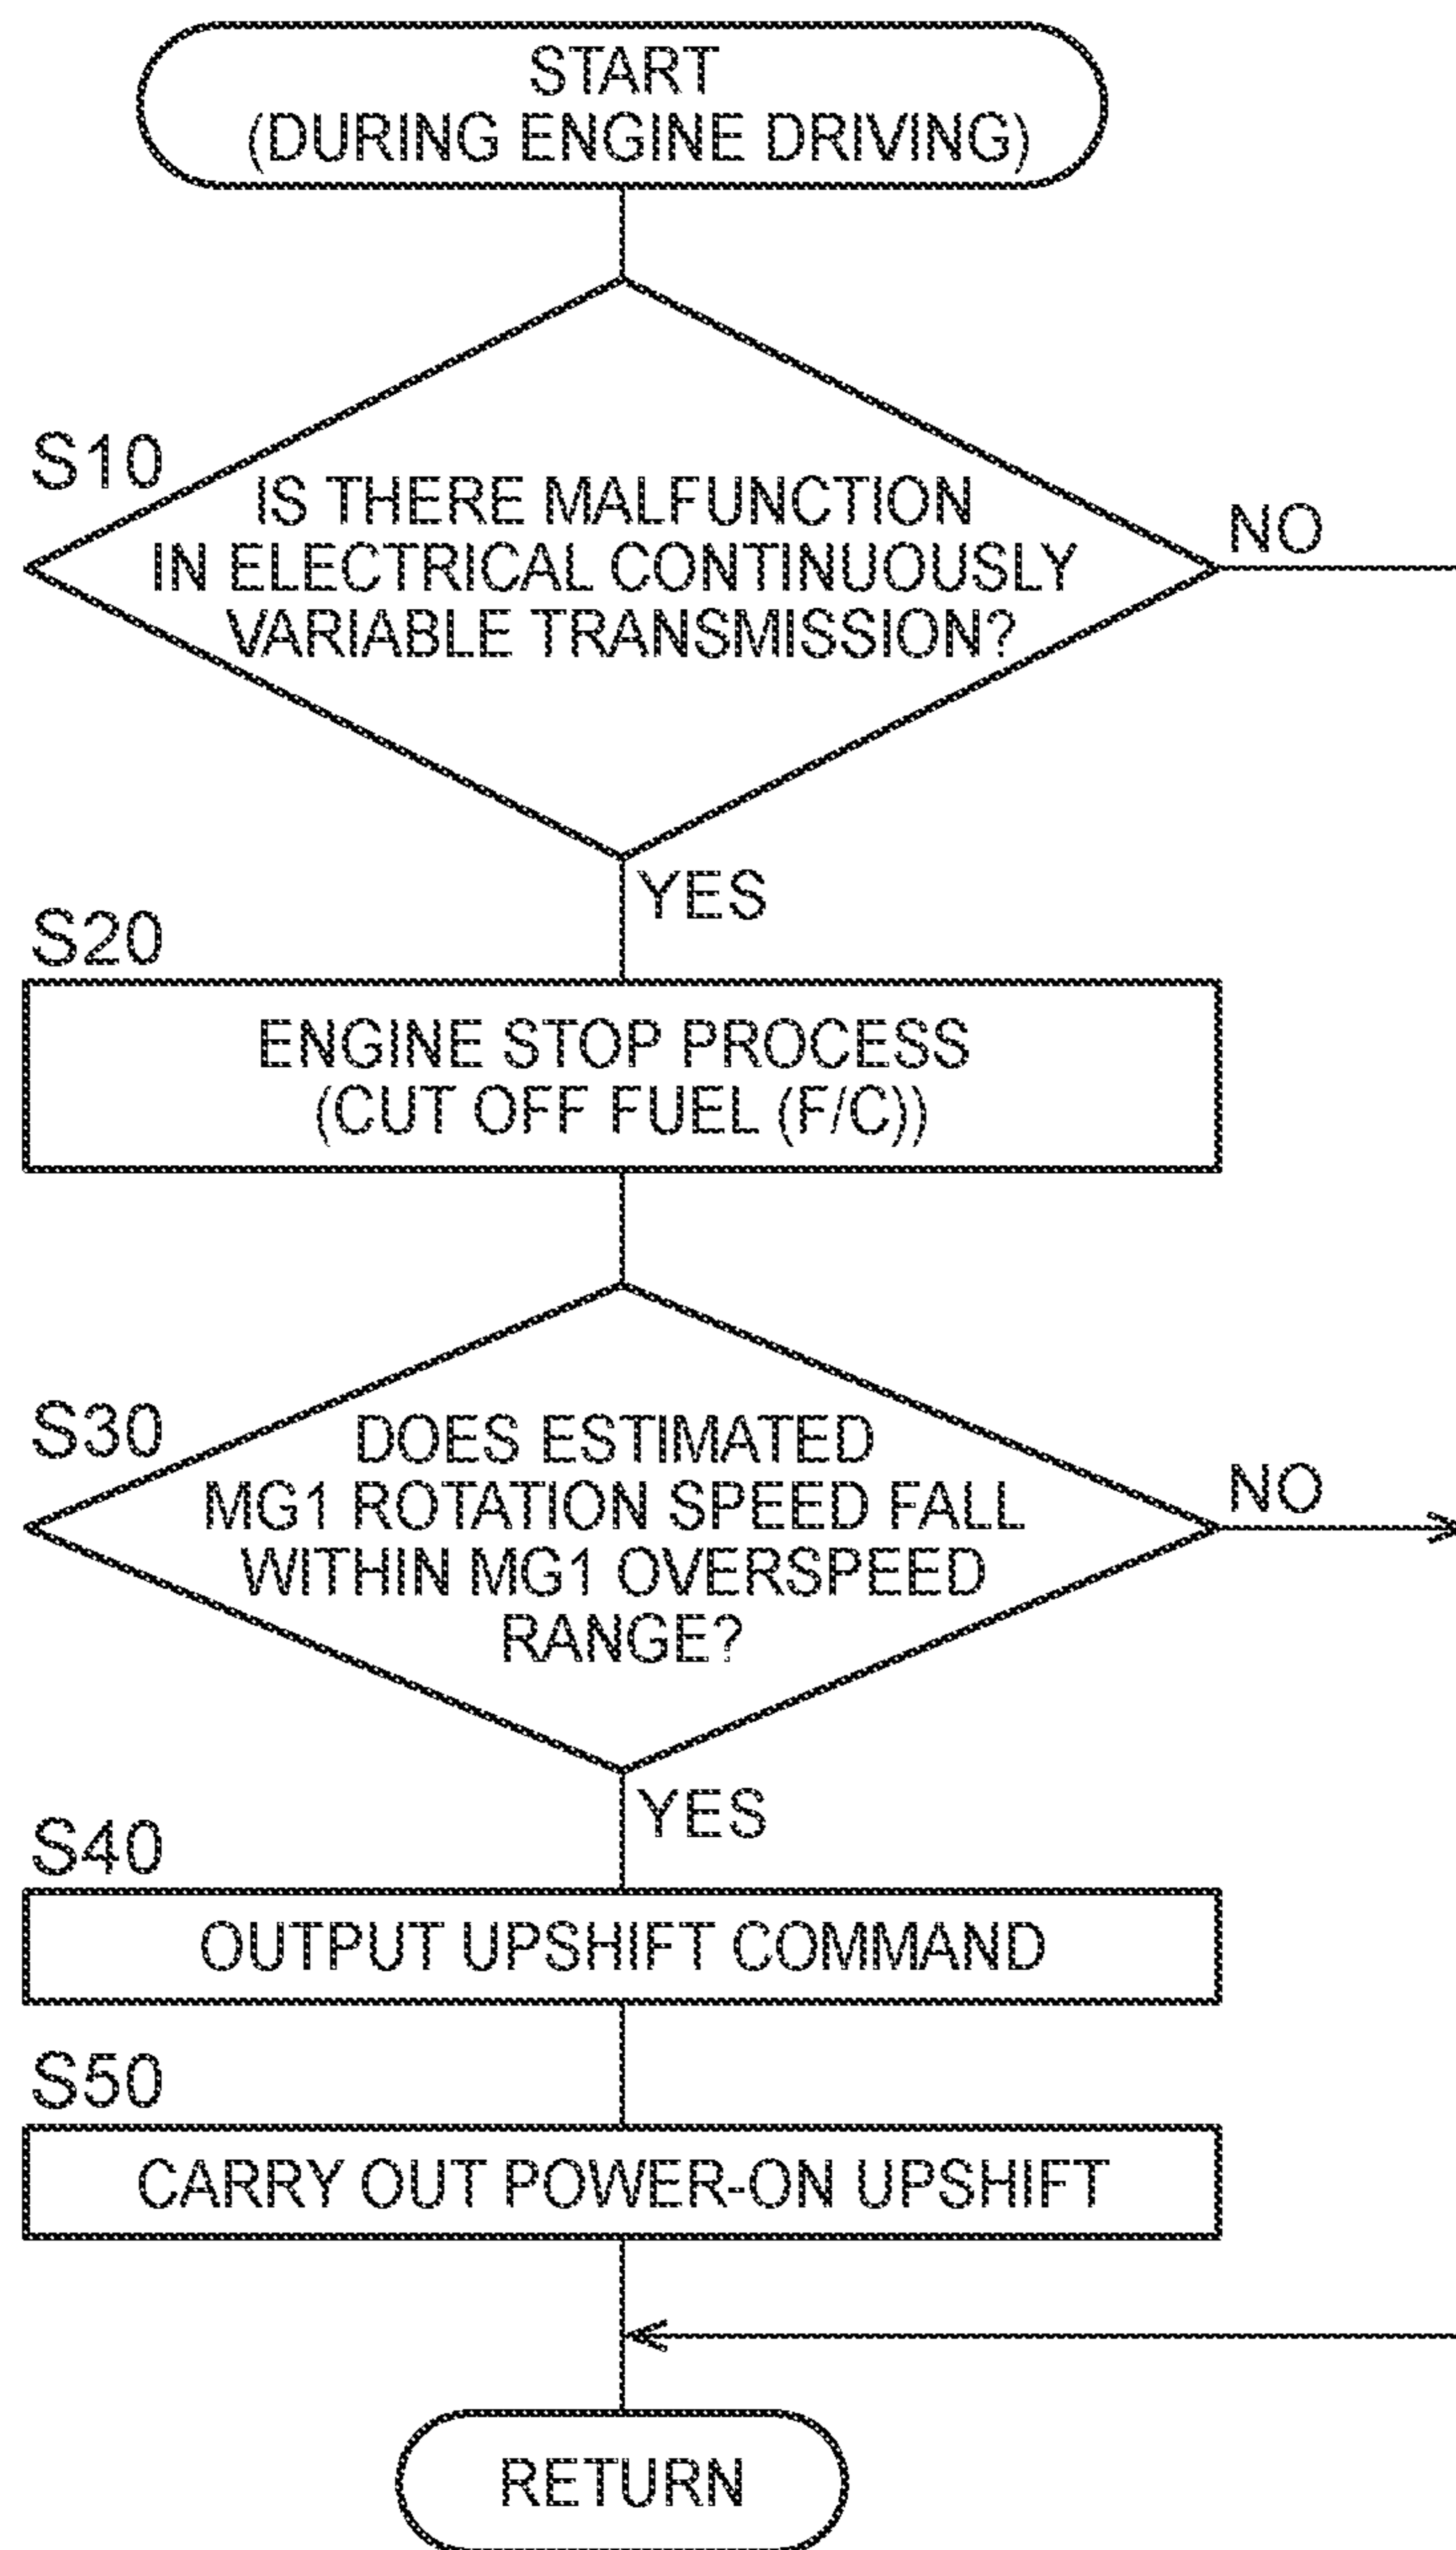 START
(DURING ENGINE DRIVING)
S10
IS THERE MALFUNCTION
IN ELECTRICAL CONTINUOUSLY
VARIABLE TRANSMISSION?
NO
YES
S20
ENGINE STOP PROCESS
(CUT OFF FUEL (F/C))
S30
DOES ESTIMATED
MG1 ROTATION SPEED FALL
WITHIN MG1 OVERSPEED
RANGE?
NO
YES
S40
OUTPUT UPSHIFT COMMAND
S50
CARRY OUT POWER-ON UPSHIFT
RETURN